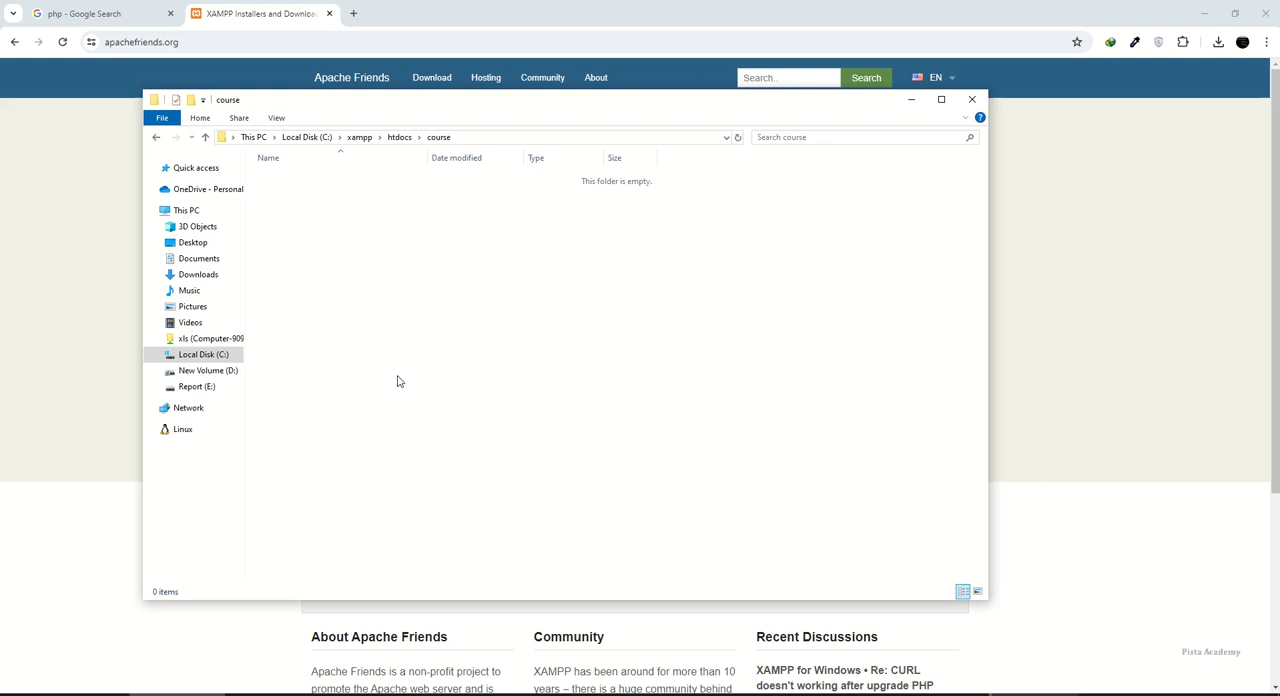 php - Google Search
XAMPP Installers and Downloa
apachefriends.org
Apache Friends Download Hosting Community About Search.. Search EN
course
File Home Share View
This PC Local Disk (C:) xampp htdocs course Search course
Name Date modified Type Size
This folder is empty.
Quick access
OneDrive - Personal
This PC
3D Objects
Desktop
Documents
Downloads
Music
Pictures
Videos
xls (Computer-909
Local Disk (C:)
New Volume (D:)
Report (E:)
Network
Linux
0 items
About Apache Friends Community Recent Discussions
Apache Friends is a non-profit project to XAMPP has been around for more than 10 XAMPP for Windows • Re: CURL
promote the Apache web server and is years – there is a huge community behind doesn't working after upgrade PHP
Pista Academy